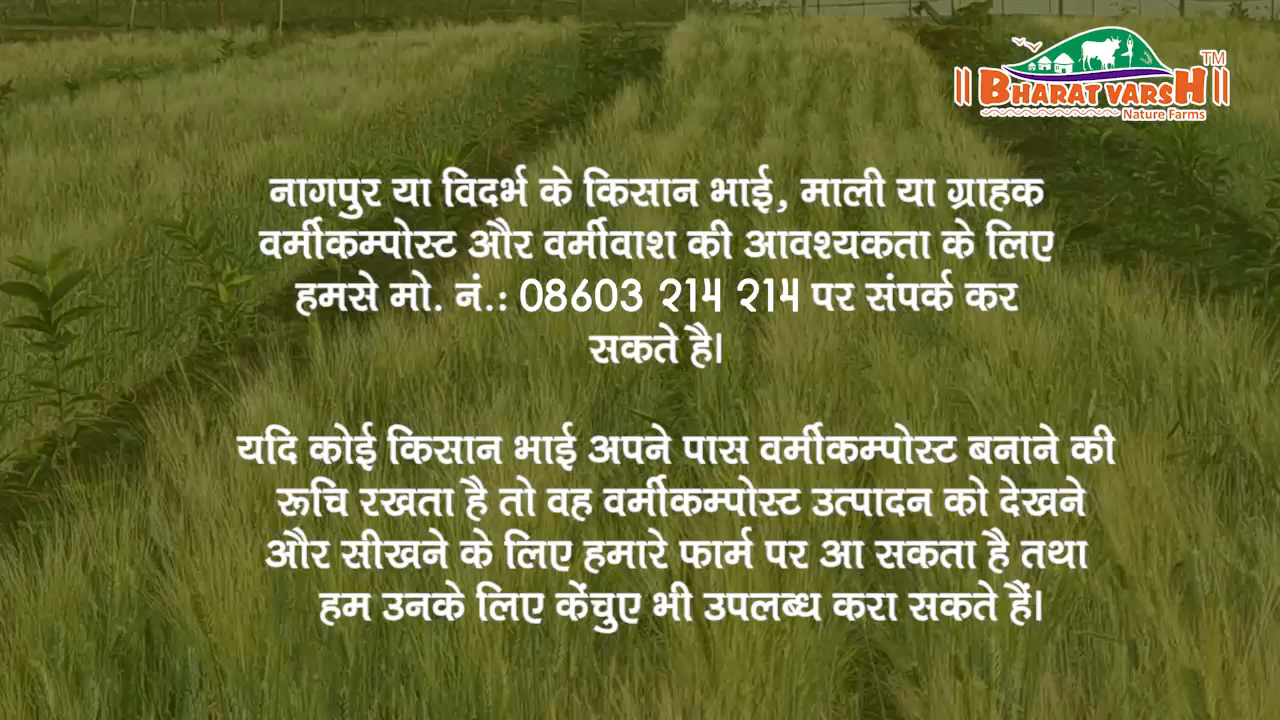 || BHARAT VARSH || TM
Nature Farms
नागपुर या विदर्भ के किसान भाई, माली या ग्राहक
वर्मीकम्पोस्ट और वर्मीवाश की आवश्यकता के लिए
हमसे मो. नं.: 08603 214 214 पर संपर्क कर
सकते है।
यदि कोई किसान भाई अपने पास वर्मीकम्पोस्ट बनाने की
रूचि रखता है तो वह वर्मीकम्पोस्ट उत्पादन को देखने
और सीखने के लिए हमारे फार्म पर आ सकता है तथा
हम उनके लिए केंचुए भी उपलब्ध करा सकते हैं।